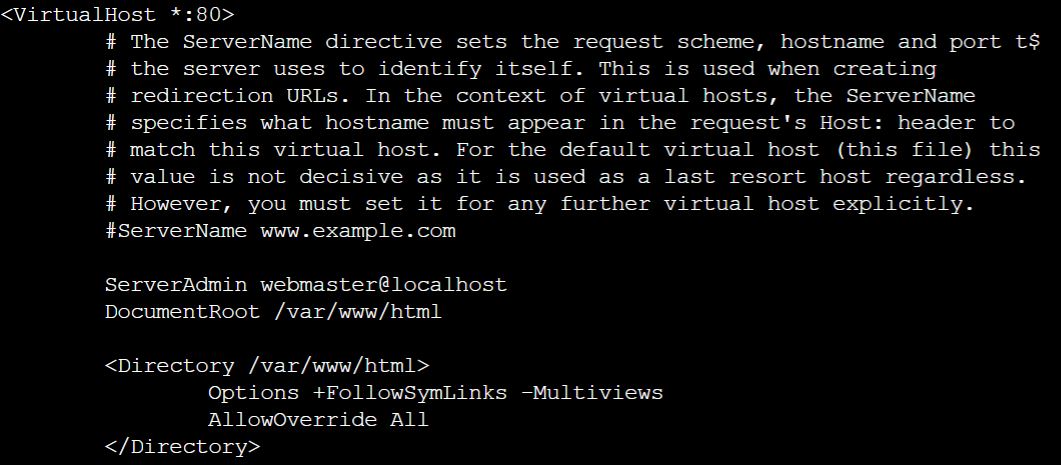 <VirtualHost *:80>
# The ServerName directive sets the request scheme, hostname and port t$
# the server uses to identify itself. This is used when creating
# redirection URLs. In the context of virtual hosts, the ServerName
# specifies what hostname must appear in the request's Host: header to
# match this virtual host. For the default virtual host (this file) this
# value is not decisive as it is used as a last resort host regardless.
# However, you must set it for any further virtual host explicitly.
#ServerName www.example.com
ServerAdmin webmaster@localhost
DocumentRoot /var/www/html
<Directory /var/www/html>
Options +FollowSymLinks –Multiviews
AllowOverride All
</Directory>